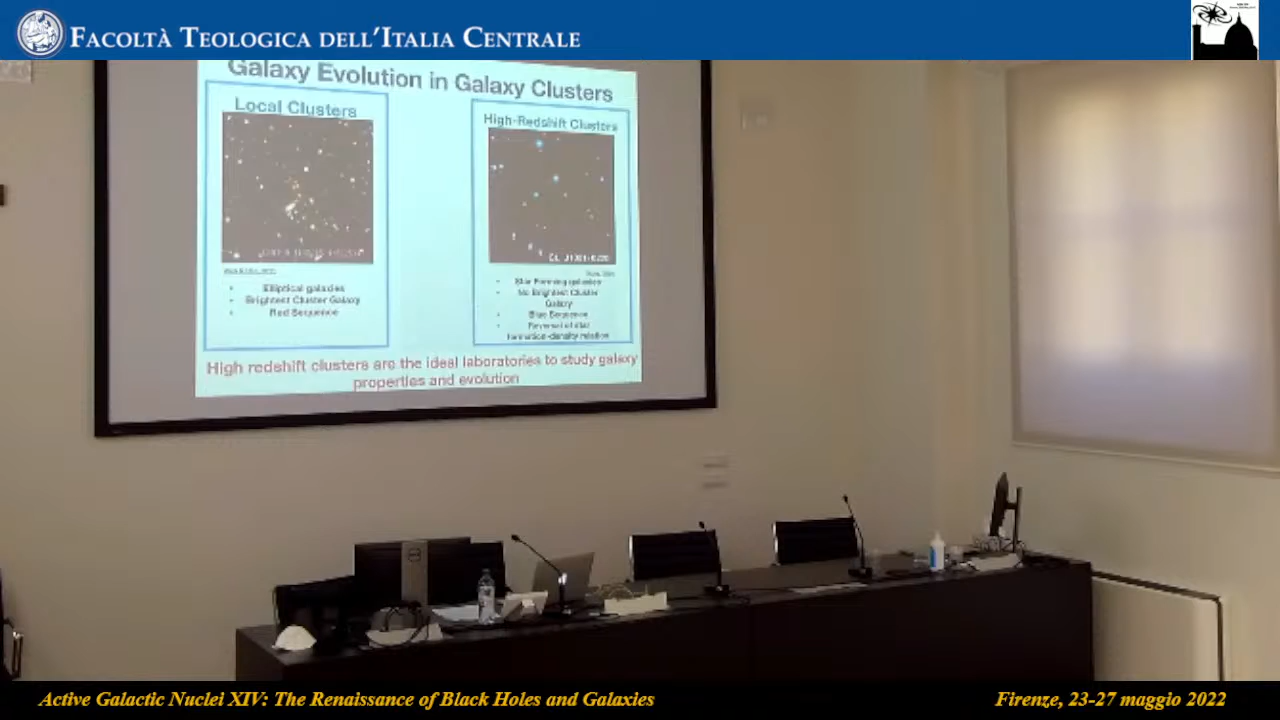 FACOLTÀ TEOLOGICA DELL'ITALIA CENTRALE
Galaxy Evolution in Galaxy Clusters
Local Clusters
High-Redshift Clusters
Elliptical galaxies
Brightest Cluster Galaxy
Red Sequence
Star Forming galaxies
No Brightest Cluster
Galaxy
Blue Sequence
Reversal of star
formation-density relation
High redshift clusters are the ideal laboratories to study galaxy
properties and evolution
Active Galactic Nuclei XIV: The Renaissance of Black Holes and Galaxies
Firenze, 23-27 maggio 2022